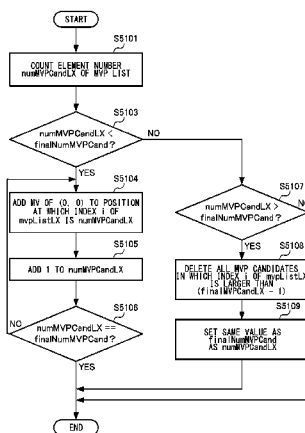 START
S5101
COUNT ELEMENT NUMBER
numMVPCandLX OF MVP LIST
S5103
numMVPCandLX <
finalNumMVPCand?
NO
YES
S5104
ADD MV OF (0, 0) TO POSITION
AT WHICH INDEX i OF
mvpListLX IS numMVPCandLX
S5105
ADD 1 TO numMVPCandLX
S5106
NO
numMVPCandLX ==
finalNumMVPCand?
YES
S5107
numMVPCandLX >
finalNumMVPCand?
NO
YES
S5108
DELETE ALL MVP CANDIDATES
IN WHICH INDEX i OF mvpListLX
IS LARGER THAN
(finalMVPCandLX - 1)
S5109
SET SAME VALUE AS
finalNumMVPCand
AS numMVPCandLX
END